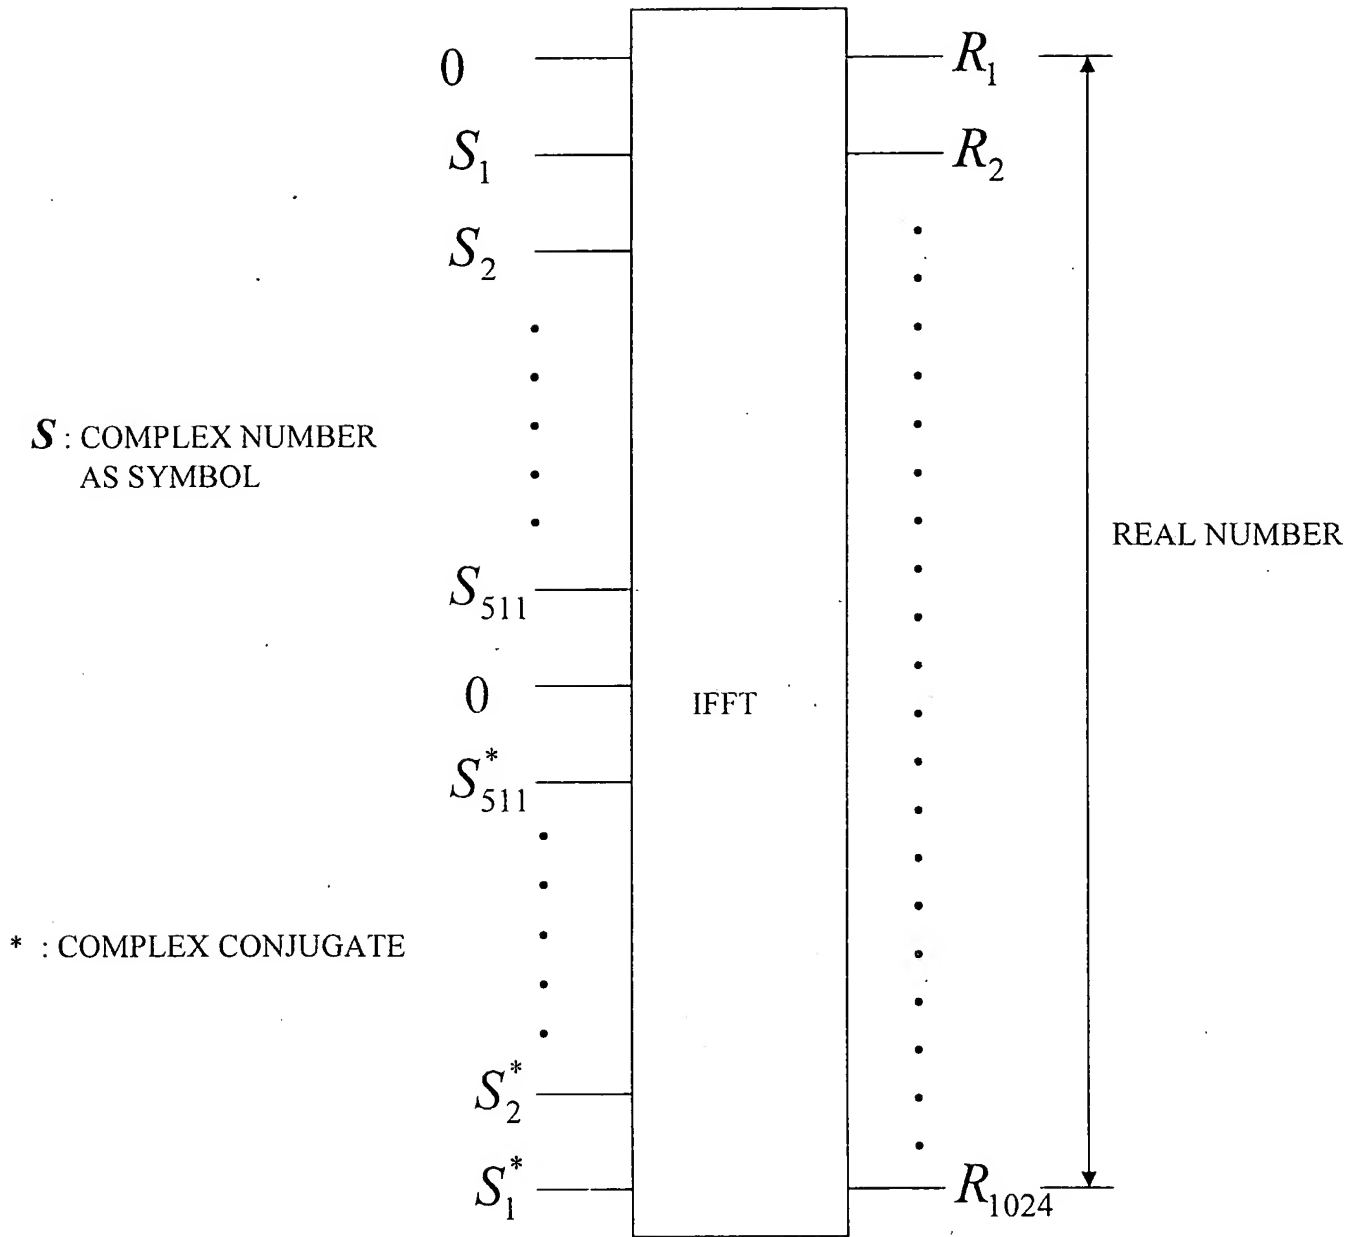 0
R₁
S₁
R₂
S₂
S : COMPLEX NUMBER
AS SYMBOL
REAL NUMBER
S₅₁₁
0
IFFT
S*₅₁₁
* : COMPLEX CONJUGATE
S*₂
S*₁
R₁₀₂₄